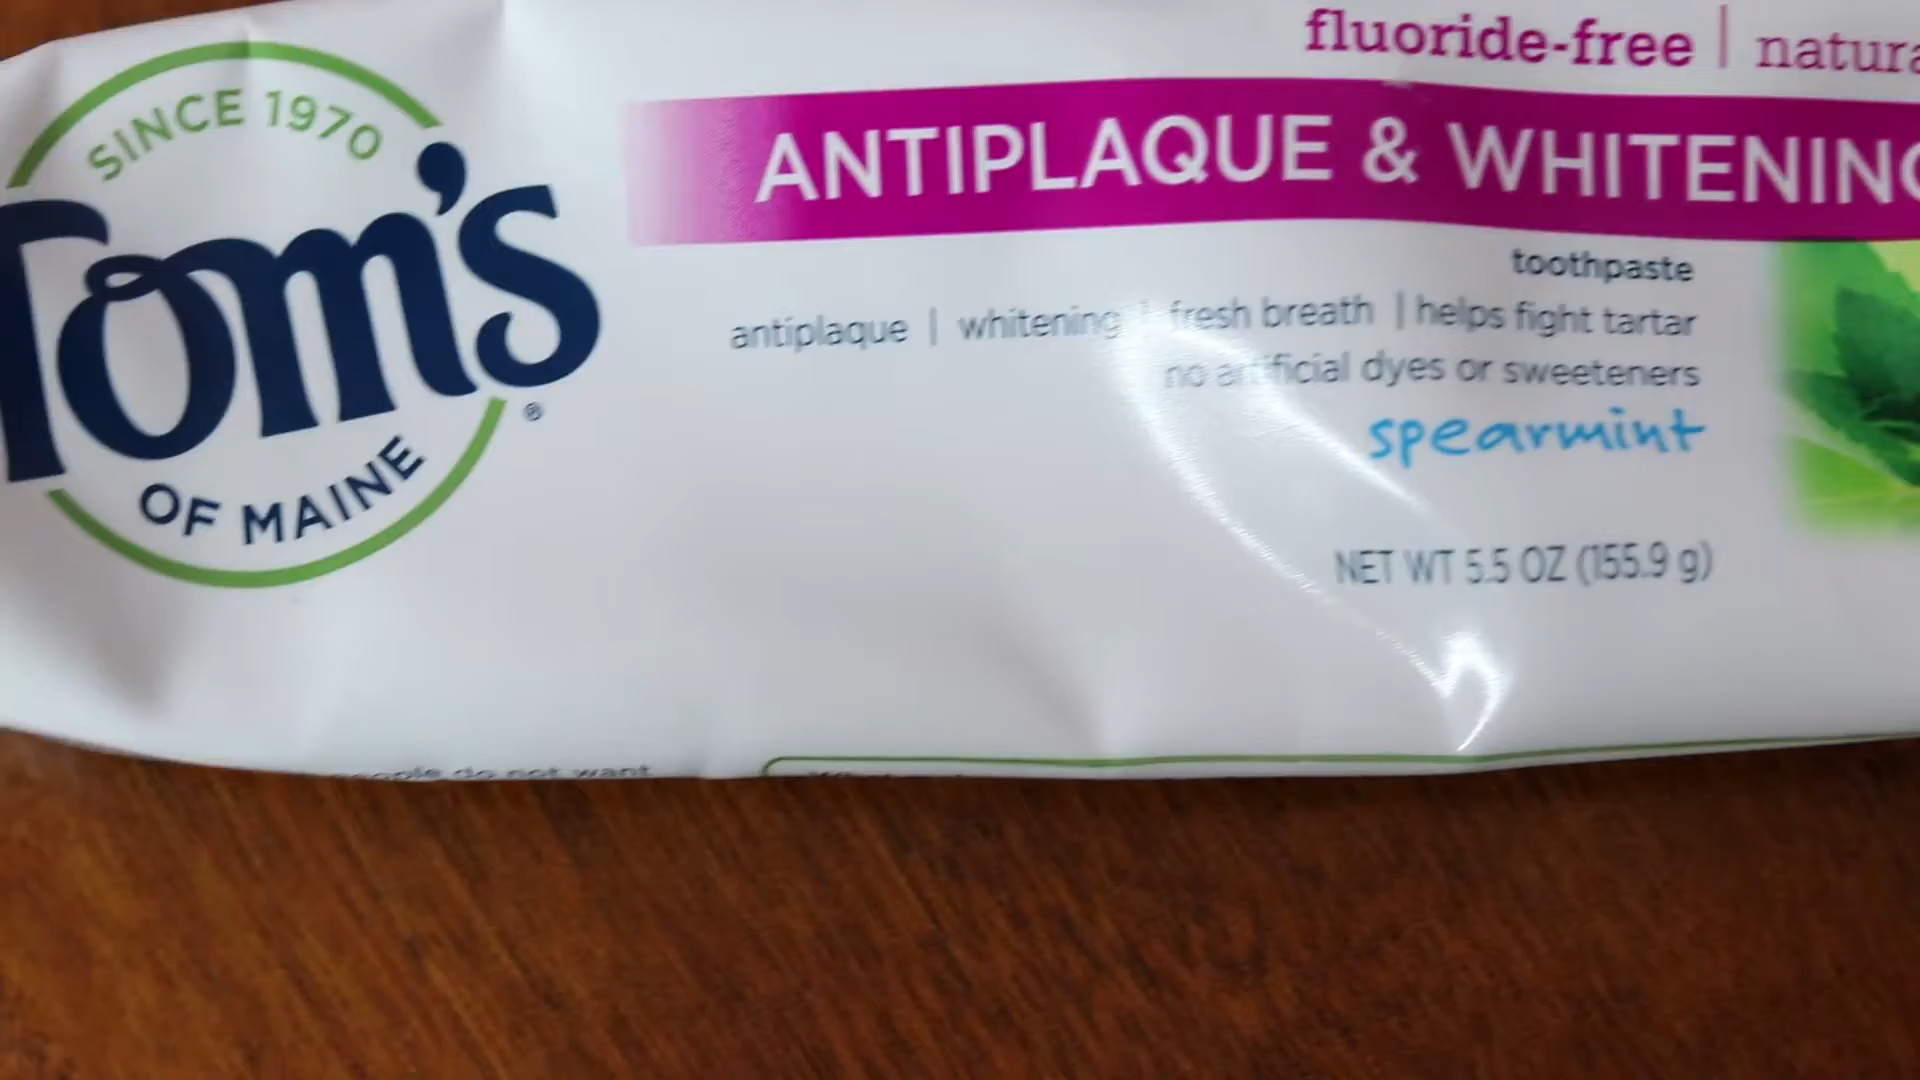 SINCE 1970
Tom's
OF MAINE
®
fluoride-free |
ANTIPLAQUE & WHITENING
toothpaste
antiplaque | whitening | fresh breath | helps fight tartar
no artificial dyes or sweeteners
spearmint
NET WT 5.5 OZ (155.9 g)
people do not want